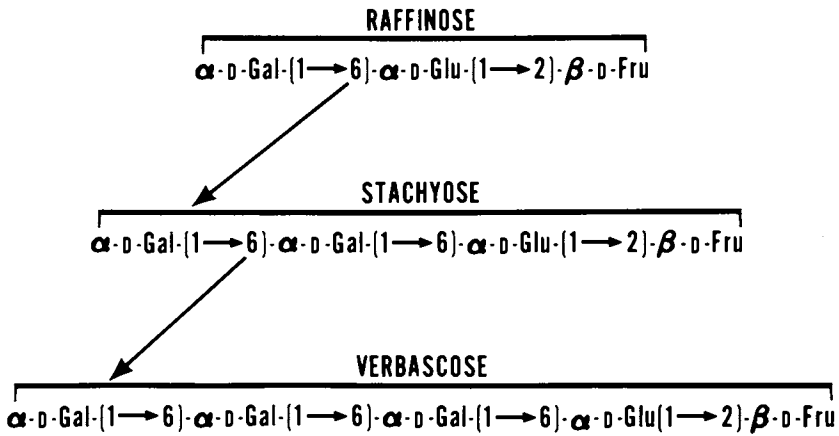 RAFFINOSE
α-D-Gal-(1→6)-α-D-Glu-(1→2)-β-D-Fru
STACHYOSE
α-D-Gal-(1→6)-α-D-Gal-(1→6)-α-D-Glu-(1→2)-β-D-Fru
VERBASCOSE
α-D-Gal-(1→6)-α-D-Gal-(1→6)-α-D-Gal-(1→6)-α-D-Glu(1→2)-β-D-Fru